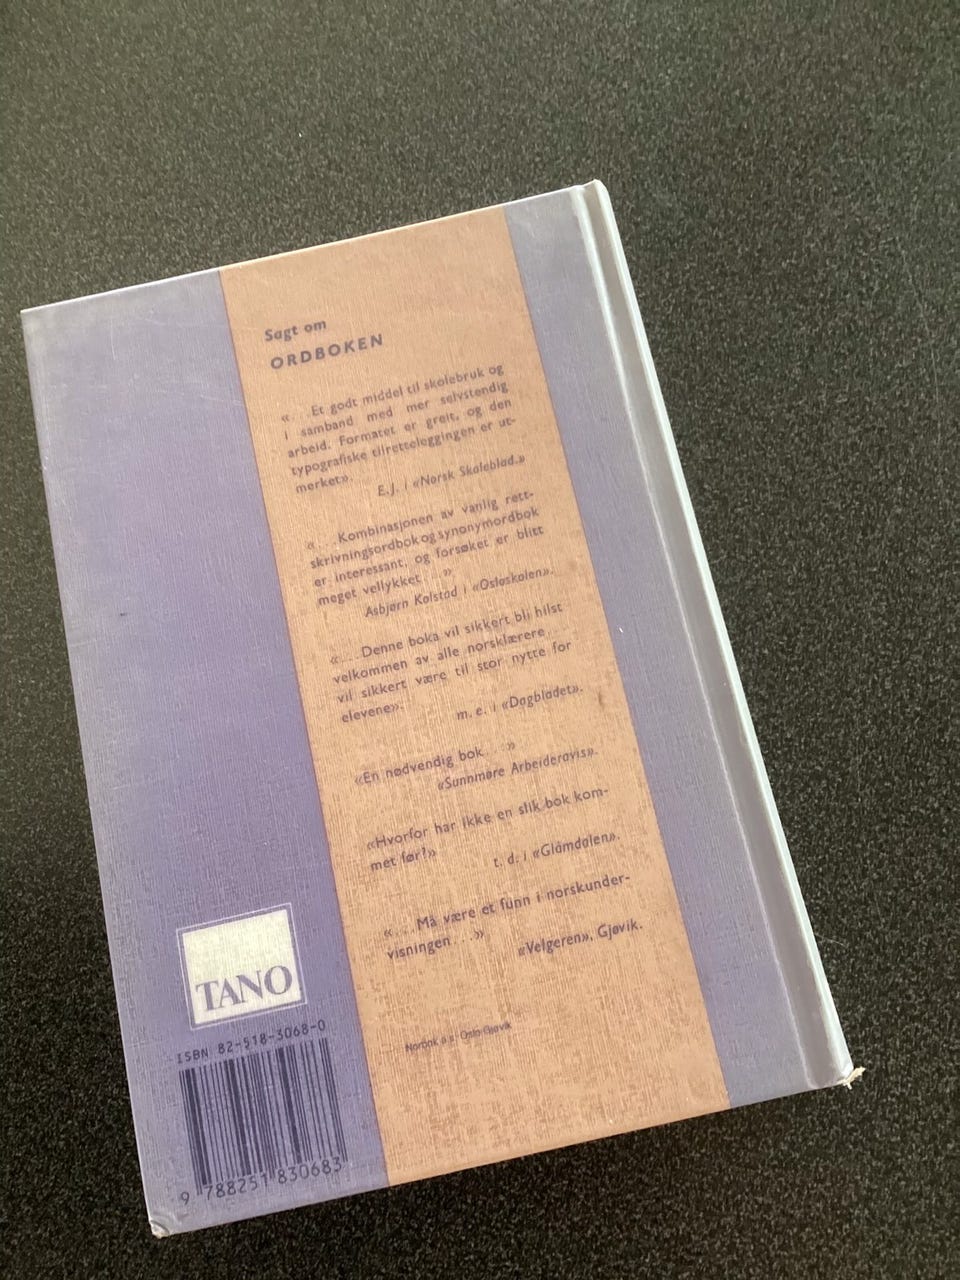 Sagt om
ORDBOKEN
«...Et godt middel til skolebruk og
i samband med mer selvstendig
arbeid. Formatet er greit, og den
typografiske tilretteleggingen er ut-
merket».
E.J. i «Norsk Skoleblad.»
«...Kombinasjonen av vanlig rett-
skrivningsordbok og synonymordbok
er interessant, og forsøket er blitt
meget vellykket...»
Asbjørn Kolstad i «Osloskolen».
«...Denne boka vil sikkert bli hilst
velkommen av alle norsklærere...
vil sikkert være til stor nytte for
elevene».
m.e. i «Dagbladet».
«En nødvendig bok...»
«Sunnmøre Arbeideravis».
«Hvorfor har ikke en slik bok kom-
met før?»
t.d. i «Glåmdalen».
«...Må være et funn i norskunder-
visningen...»
«Velgeren», Gjøvik.
Norbok a.s. Oslo/Gjøvik
TANO
ISBN 82-518-3068-0
9 788251 830683